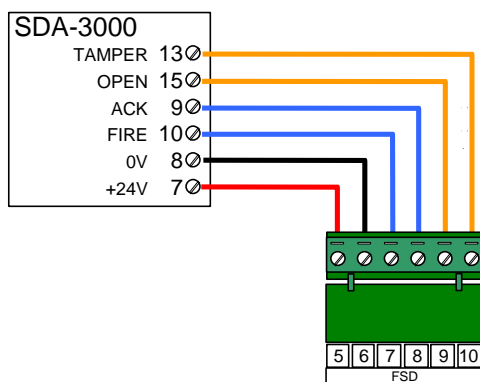 SDA-3000
TAMPER 13
OPEN 15
ACK 9
FIRE 10
0V 8
+24V 7
5 6 7 8 9 10
FSD